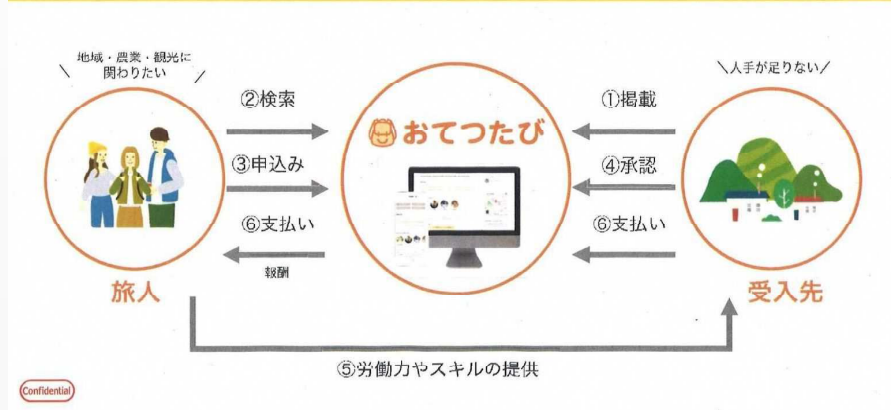 地域・農業・観光に
関わりたい
人手が足りない
②検索
①掲載
おてつたび
③申込み
④承認
⑥支払い
⑥支払い
報酬
旅人
受入先
⑤労働力やスキルの提供
Confidential